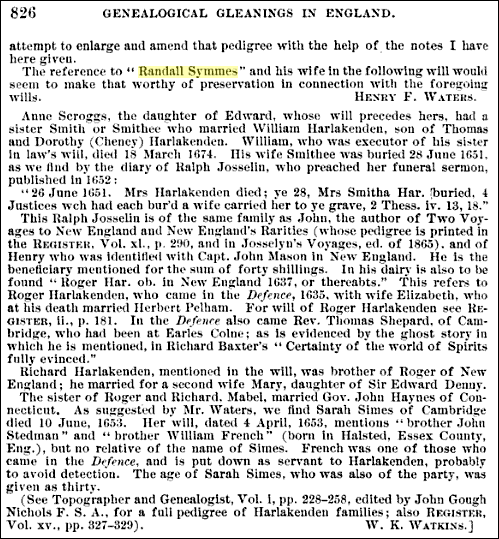 826 GENEALOGICAL GLEANINGS IN ENGLAND.
attempt to enlarge and amend that pedigree with the help of the notes I have
here given.
The reference to “ Randall Symmes” and his wife in the following will would
seem to make that worthy of preservation in connection with the foregoing
wills. HENRY F. WATERS.
Anne Scroggs, the daughter of Edward, whose will precedes hers, had a
sister Smith or Smithee who married William Harlakenden, son of Thomas
and Dorothy (Cheney) Harlakenden. William, who was executor of his sister
in law's will, died 18 March 1674. His wife Smithee was buried 28 June 1651,
as we find by the diary of Ralph Josselin, who preached her funeral sermon,
published in 1652 :
“26 June 1651. Mrs Harlakenden died; ye 28, Mrs Smitha Har. buried, 4
Justices wch had each bur'd a wife carried her to ye grave, 2 Thess. iv. 13, 18.”
This Ralph Josselin is of the same family as John, the author of Two Voy-
ages to New England and New England's Rarities (whose pedigree is printed in
the REGISTER, Vol. xl., p. 290, and in Josselyn's Voyages, ed. of 1865), and of
Henry who was identified with Capt. John Mason in New England. He is the
beneficiary mentioned for the sum of forty shillings. In his dairy is also to be
found “ Roger Har. ob. in New England 1637, or thereabts.” This refers to
Roger Harlakenden, who came in the Defence, 1635, with wife Elizabeth, who
at his death married Herbert Pelham. For will of Roger Harlakenden see RE-
GISTER, ii., p. 181. In the Defence also came Rev. Thomas Shepard, of Cam-
bridge, who had been at Earles Colne; as is evidenced by the ghost story in
which he is mentioned, in Richard Baxter's “ Certainty of the world of Spirits
fully evinced.”
Richard Harlakenden, mentioned in the will, was brother of Roger of New
England; he married for a second wife Mary, daughter of Sir Edward Denny.
The sister of Roger and Richard, Mabel, married Gov. John Haynes of Con-
necticut. As suggested by Mr. Waters, we find Sarah Simes of Cambridge
died 10 June, 1653. Her will, dated 4 April, 1653, mentions “brother John
Stedman” and “brother William French” (born in Halsted, Essex County,
Eng.), but no relative of the name of Simes. French was one of those who
came in the Defence, and is put down as servant to Harlakenden, probably
to avoid detection. The age of Sarah Simes, who was also of the party, was
given as thirty.
(See Topographer and Genealogist, Vol. i, pp. 228-258, edited by John Gough
Nichols F. S. A., for a full pedigree of Harlakenden families; also REGISTER,
Vol. xv., pp. 327-329). W. K. WATKINS.]